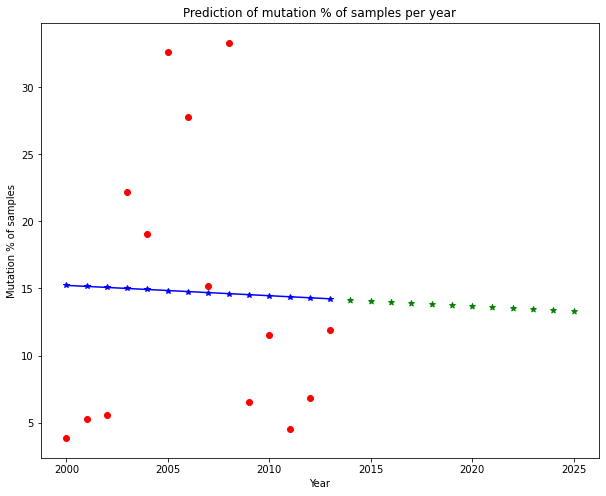 Prediction of mutation % of samples per year
Mutation % of samples
30
25
20
15
10
5
2000 2005 2010 2015 2020 2025
Year